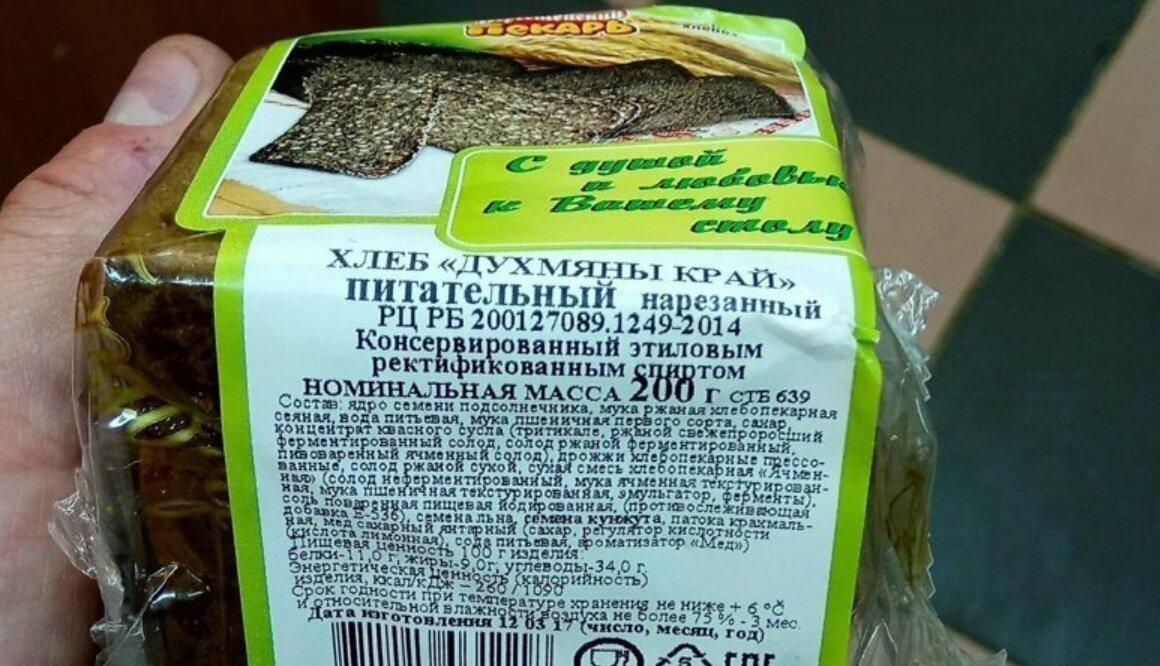 ПЕКАРЬ
С душой
и любовью
к Вашему
столу
ХЛЕБ «ДУХМЯНЫ КРАЙ»
питательный нарезанный
РЦ РБ 200127089.1249-2014
Консервированный этиловым
ректификованным спиртом
НОМИНАЛЬНАЯ МАССА 200 г СТБ 639
Состав: ядро семени подсолнечника, мука ржаная хлебопекарная
сеяная, вода питьевая, мука пшеничная первого сорта, сахар,
концентрат квасного сусла (тритикале, ржаной свежепроросший
ферментированный солод, солод ржаной ферментированный,
пивоваренный ячменный солод), дрожжи хлебопекарные прессо-
ванные, солод ржаной сухой, сухая смесь хлебопекарная «Ячмен-
ная» (солод неферментированный, мука ячменная текстурирован-
ная, мука пшеничная текстурированная, эмульгатор, ферменты),
соль поваренная пищевая йодированная, (противослеживающая
добавка Е-536), семена льна, семена кунжута, патока крахмаль-
ная, мед сахарный янтарный (сахар, регулятор кислотности
(кислота лимонная), сода питьевая, ароматизатор «Мед»)
Пищевая ценность 100 г изделия:
белки-11,0 г, жиры-9,0г, углеводы-34,0 г.
Энергетическая ценность (калорийность)
изделия, ккал/кДж - 260 / 1090
Срок годности при температуре хранения не ниже + 6 °С
и относительной влажности воздуха не более 75 % - 3 мес.
Дата изготовления 12 03 17 (число, месяц, год)